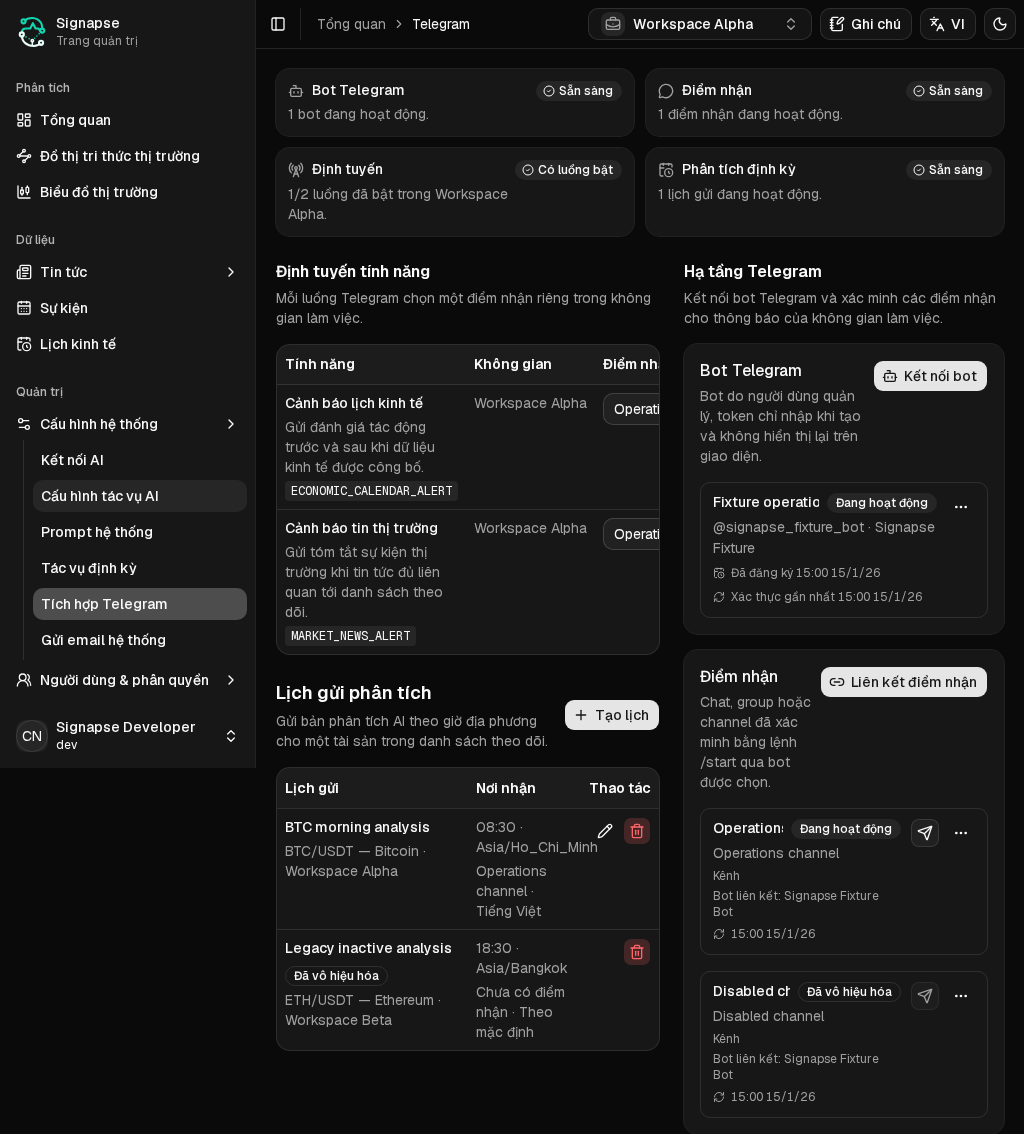 Signapse
Trang quản trị
Phân tích
Tổng quan
Đồ thị tri thức thị trường
Biểu đồ thị trường
Dữ liệu
Tin tức
Sự kiện
Lịch kinh tế
Quản trị
Cấu hình hệ thống
Kết nối AI
Cấu hình tác vụ AI
Prompt hệ thống
Tác vụ định kỳ
Tích hợp Telegram
Gửi email hệ thống
Người dùng & phân quyền
CN
Signapse Developer
dev
Tổng quan
Telegram
Workspace Alpha
Ghi chú
VI
Bot Telegram
Sẵn sàng
1 bot đang hoạt động.
Điểm nhận
Sẵn sàng
1 điểm nhận đang hoạt động.
Định tuyến
Có luồng bật
1/2 luồng đã bật trong Workspace
Alpha.
Phân tích định kỳ
Sẵn sàng
1 lịch gửi đang hoạt động.
Định tuyến tính năng
Mỗi luồng Telegram chọn một điểm nhận riêng trong không
gian làm việc.
Tính năng
Không gian
Điểm nh
Cảnh báo lịch kinh tế
Gửi đánh giá tác động
trước và sau khi dữ liệu
kinh tế được công bố.
ECONOMIC_CALENDAR_ALERT
Workspace Alpha
Operati
Cảnh báo tin thị trường
Gửi tóm tắt sự kiện thị
trường khi tin tức đủ liên
quan tới danh sách theo
dõi.
MARKET_NEWS_ALERT
Workspace Alpha
Operati
Lịch gửi phân tích
Gửi bản phân tích AI theo giờ địa phương
cho một tài sản trong danh sách theo dõi.
Tạo lịch
Lịch gửi
Nơi nhận
Thao tác
BTC morning analysis
BTC/USDT — Bitcoin ·
Workspace Alpha
08:30 ·
Asia/Ho_Chi_Minh
Operations
channel ·
Tiếng Việt
Legacy inactive analysis
Đã vô hiệu hóa
ETH/USDT — Ethereum ·
Workspace Beta
18:30 ·
Asia/Bangkok
Chưa có điểm
nhận · Theo
mặc định
Hạ tầng Telegram
Kết nối bot Telegram và xác minh các điểm nhận
cho thông báo của không gian làm việc.
Bot Telegram
Kết nối bot
Bot do người dùng quản
lý, token chỉ nhập khi tạo
và không hiển thị lại trên
giao diện.
Fixture operatio
Đang hoạt động
@signapse_fixture_bot · Signapse
Fixture
Đã đăng ký 15:00 15/1/26
Xác thực gần nhất 15:00 15/1/26
Điểm nhận
Liên kết điểm nhận
Chat, group hoặc
channel đã xác
minh bằng lệnh
/start qua bot
được chọn.
Operations
Đang hoạt động
Operations channel
Kênh
Bot liên kết: Signapse Fixture
Bot
15:00 15/1/26
Disabled ch
Đã vô hiệu hóa
Disabled channel
Kênh
Bot liên kết: Signapse Fixture
Bot
15:00 15/1/26